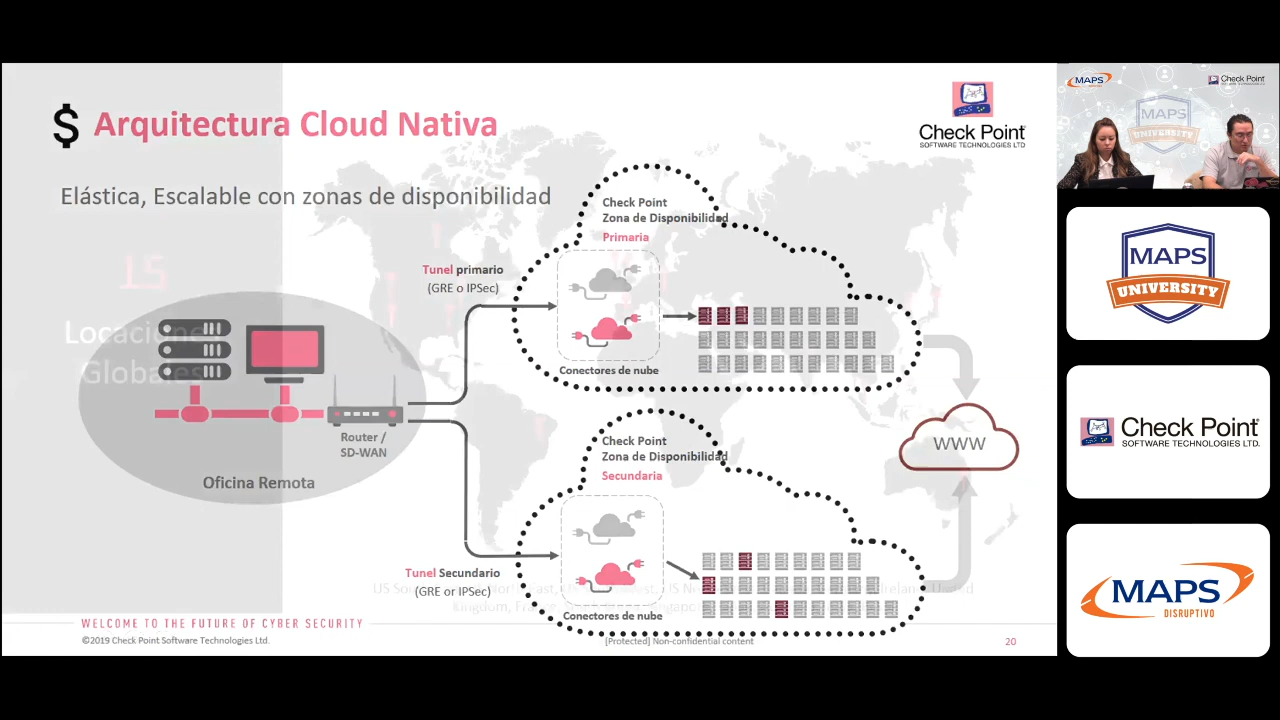 $ Arquitectura Cloud Nativa
Elástica, Escalable con zonas de disponibilidad
Check Point
SOFTWARE TECHNOLOGIES LTD
15
Locaciones
Globales
Check Point
Zona de Disponibilidad
Primaria
Tunel primario
(GRE o IPSec)
Conectores de nube
Router /
SD-WAN
Oficina Remota
WWW
Check Point
Zona de Disponibilidad
Secundaria
Tunel Secundario
(GRE or IPSec)
Conectores de nube
WELCOME TO THE FUTURE OF CYBER SECURITY
©2019 Check Point Software Technologies Ltd.
[Protected] Non-confidential content
20
MAPS
Check Point
MAPS
UNIVERSITY
MAPS
UNIVERSITY
Check Point
SOFTWARE TECHNOLOGIES LTD.
MAPS
DISRUPTIVO